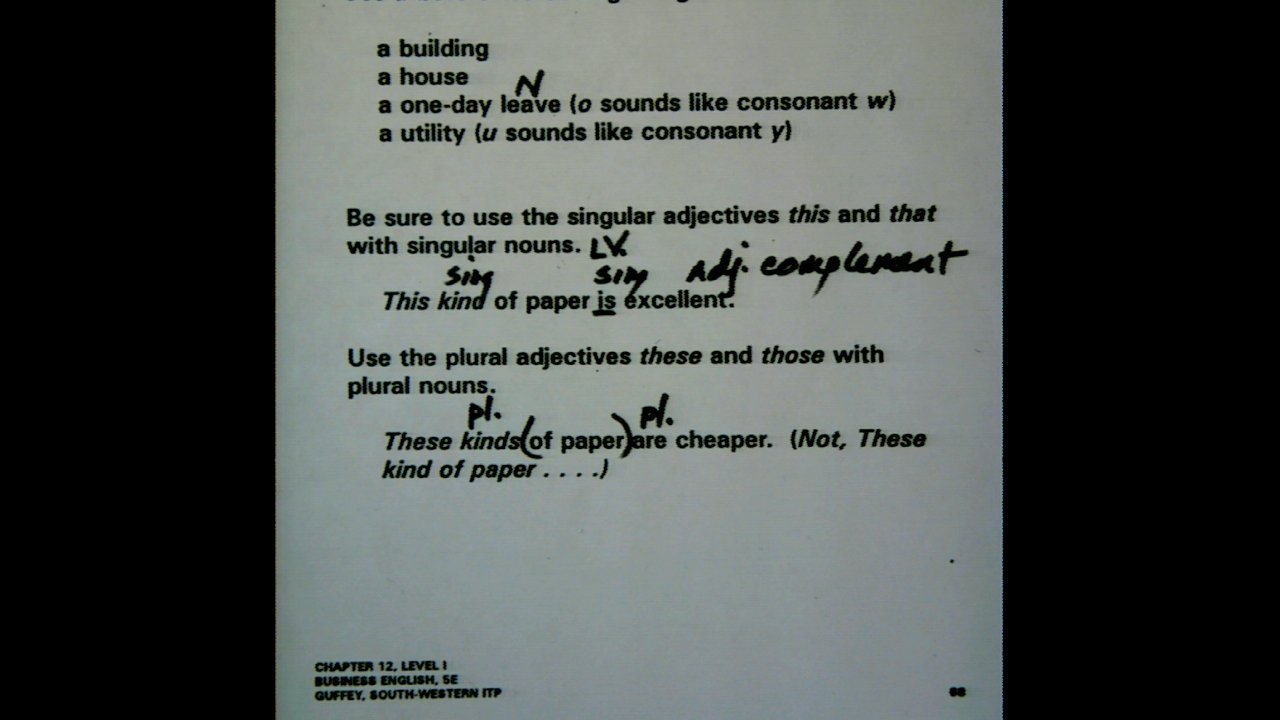 a building
a house
N
a one-day leave (o sounds like consonant w)
a utility (u sounds like consonant y)
Be sure to use the singular adjectives this and that
with singular nouns. L.V.
sing sing adj. complement
This kind of paper is excellent.
Use the plural adjectives these and those with
plural nouns.
pl. pl.
These kinds (of paper) are cheaper. (Not, These
kind of paper . . . .)
CHAPTER 12, LEVEL I
BUSINESS ENGLISH, 5E
GUFFEY, SOUTH-WESTERN ITP